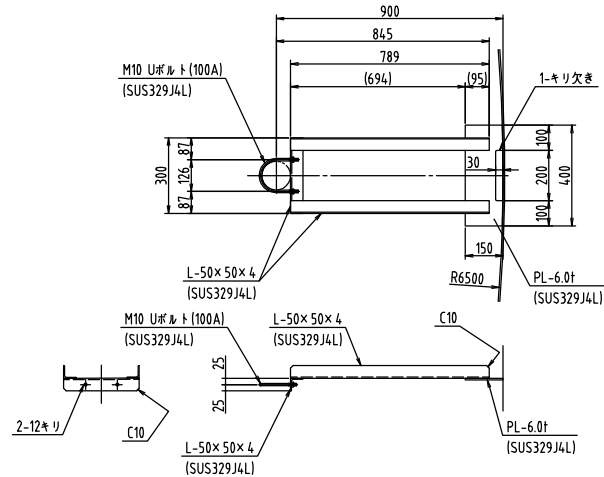 900
845
789
(694)
(95)
M10 Uボルト(100A)
(SUS329J4L)
1-キリ欠き
300
87
126
87
30
100
200
100
400
150
R6500
L-50×50×4
(SUS329J4L)
PL-6.0t
(SUS329J4L)
M10 Uボルト(100A)
(SUS329J4L)
L-50×50×4
(SUS329J4L)
C10
25
25
2-12キリ
C10
L-50×50×4
(SUS329J4L)
PL-6.0t
(SUS329J4L)